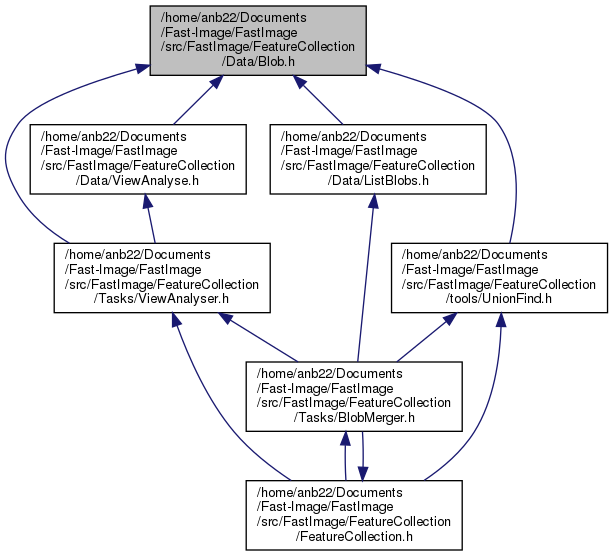 /home/anb22/Documents
/Fast-Image/FastImage
/src/FastImage/FeatureCollection
/Data/Blob.h
/home/anb22/Documents
/Fast-Image/FastImage
/src/FastImage/FeatureCollection
/Data/ViewAnalyse.h
/home/anb22/Documents
/Fast-Image/FastImage
/src/FastImage/FeatureCollection
/Data/ListBlobs.h
/home/anb22/Documents
/Fast-Image/FastImage
/src/FastImage/FeatureCollection
/Tasks/ViewAnalyser.h
/home/anb22/Documents
/Fast-Image/FastImage
/src/FastImage/FeatureCollection
/tools/UnionFind.h
/home/anb22/Documents
/Fast-Image/FastImage
/src/FastImage/FeatureCollection
/Tasks/BlobMerger.h
/home/anb22/Documents
/Fast-Image/FastImage
/src/FastImage/FeatureCollection
/FeatureCollection.h